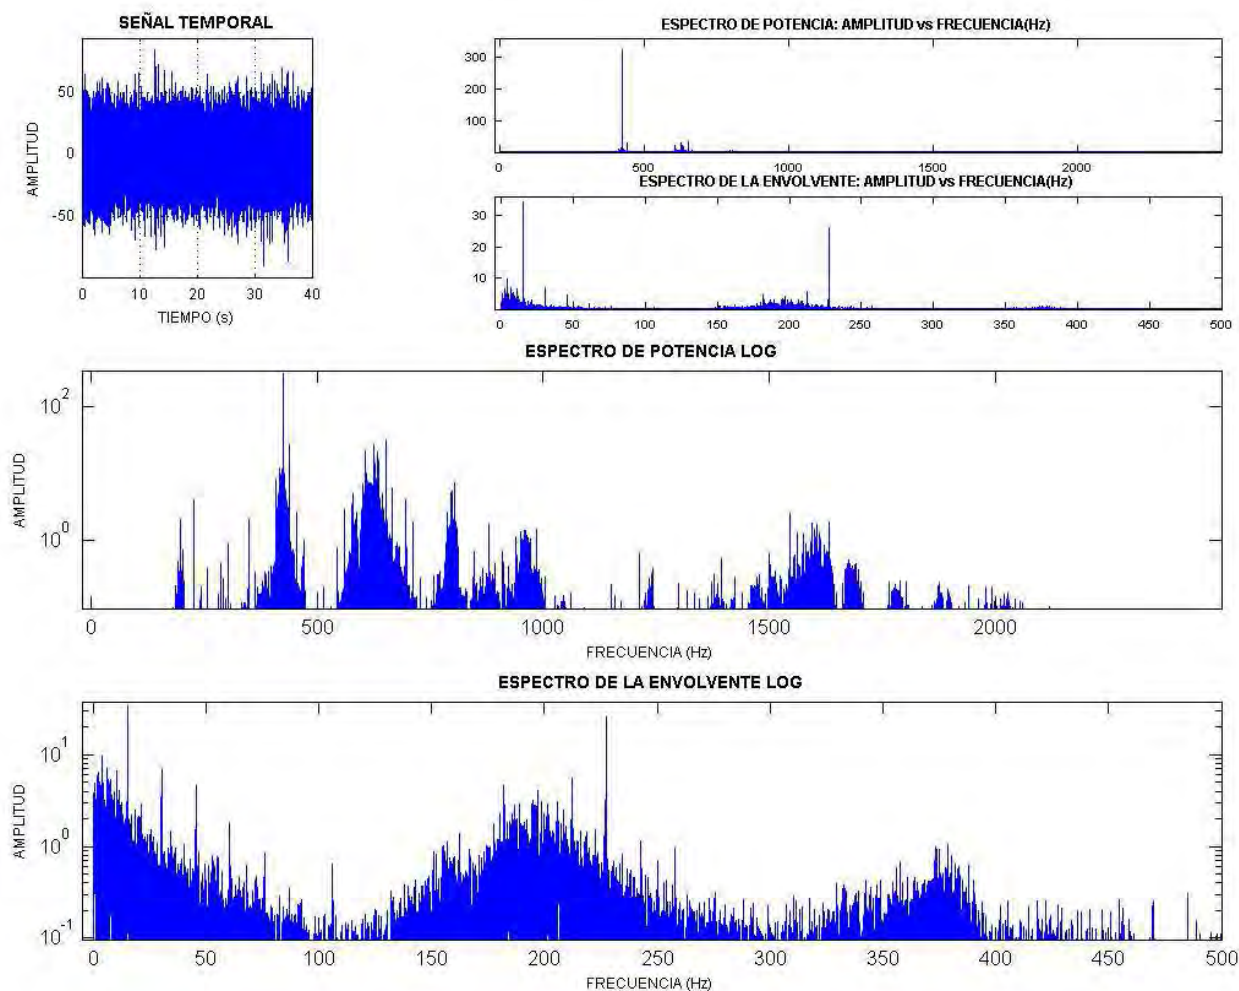 SEÑAL TEMPORAL
50
0
-50
AMPLITUD
0 10 20 30 40
TIEMPO (s)
ESPECTRO DE POTENCIA: AMPLITUD vs FRECUENCIA(Hz)
300
200
100
0 500 1000 1500 2000
ESPECTRO DE LA ENVOLVENTE: AMPLITUD vs FRECUENCIA(Hz)
30
20
10
0 50 100 150 200 250 300 350 400 450 500
ESPECTRO DE POTENCIA LOG
10^2
10^0
AMPLITUD
0 500 1000 1500 2000
FRECUENCIA (Hz)
ESPECTRO DE LA ENVOLVENTE LOG
10^1
10^0
10^-1
AMPLITUD
0 50 100 150 200 250 300 350 400 450 500
FRECUENCIA (Hz)